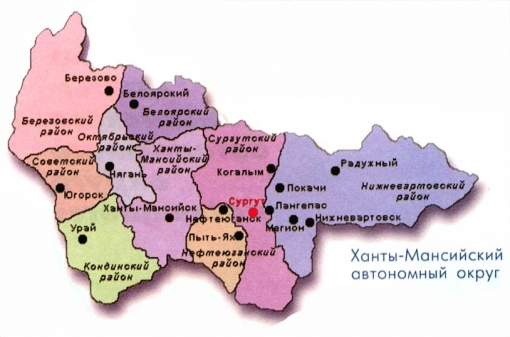 Березово
Белоярский
Березовский
район
Белоярский
район
Октябрьский
район
Ханты-
Мансийский
район
Сургутский
район
Советский
район
Нягань
Когалым
Радужный
Югорск
Покачи
Нижневартовский
район
Ханты-Мансийск
Сургут
Лангепас
Нефтеюганск
Нижневартовск
Мегион
Урай
Пыть-Ях
Нефтеюганский
район
Кондинский
район
Ханты-Мансийский
автономный округ